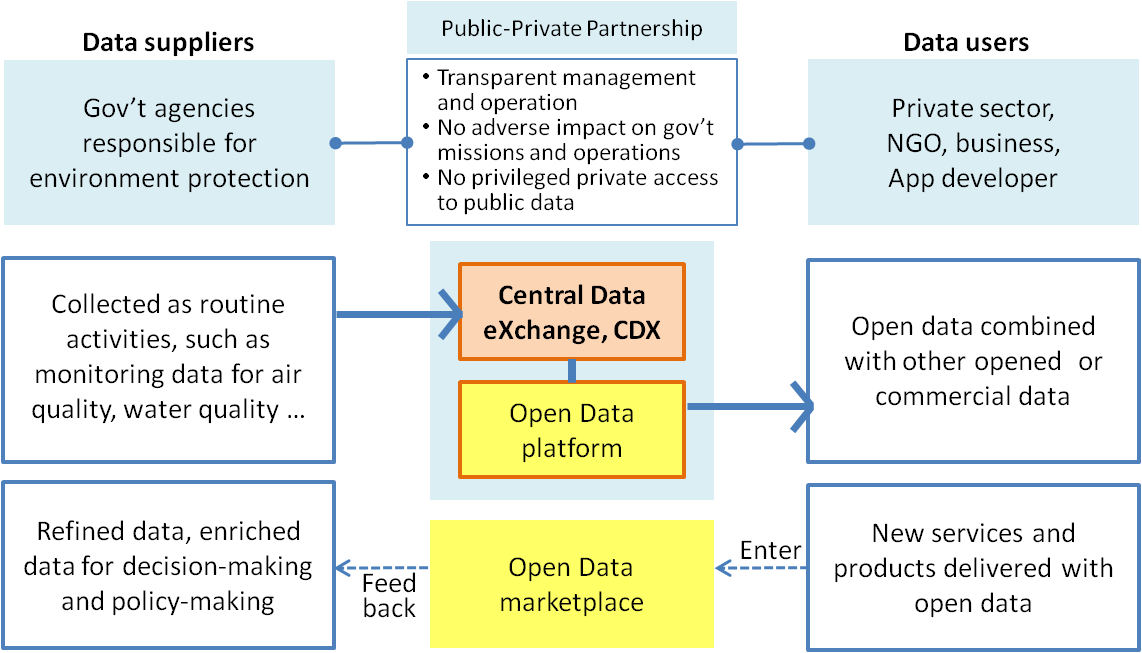 Data suppliers
Gov’t agencies
responsible for
environment protection
Public-Private Partnership
• Transparent management
and operation
• No adverse impact on gov’t
missions and operations
• No privileged private access
to public data
Data users
Private sector,
NGO, business,
App developer
Collected as routine
activities, such as
monitoring data for air
quality, water quality …
Central Data
eXchange, CDX
Open Data
platform
Open data combined
with other opened or
commercial data
Refined data, enriched
data for decision-making
and policy-making
Feed
back
Open Data
marketplace
Enter
New services and
products delivered with
open data